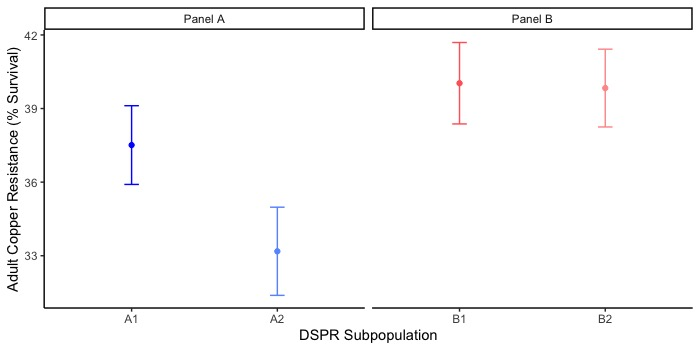 Panel A
Panel B
Adult Copper Resistance (% Survival)
42
39
36
33
A1
A2
B1
B2
DSPR Subpopulation